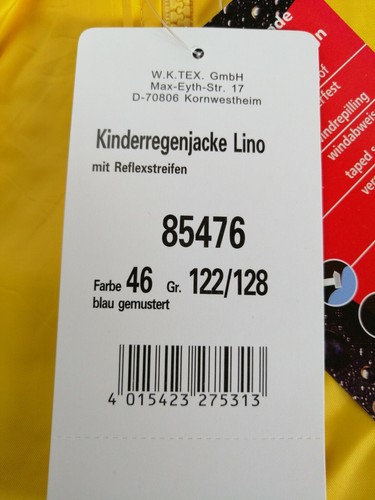 W.K.TEX. GmbH
Max-Eyth-Str. 17
D-70806 Kornwestheim
Kinderregenjacke Lino
mit Reflexstreifen
85476
Farbe 46 Gr. 122/128
blau gemustert
4 015423 275313
taped